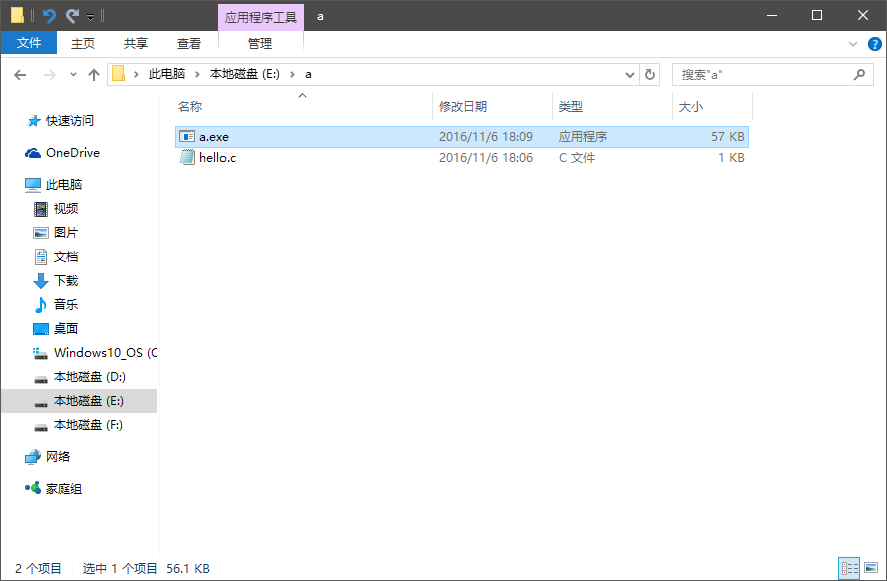 应用程序工具 a
文件 主页 共享 查看 管理
此电脑 本地磁盘 (E:) a 搜索"a"
名称 修改日期 类型 大小
a.exe 2016/11/6 18:09 应用程序 57 KB
hello.c 2016/11/6 18:06 C 文件 1 KB
快速访问
OneDrive
此电脑
视频
图片
文档
下载
音乐
桌面
Windows10_OS (C
本地磁盘 (D:)
本地磁盘 (E:)
本地磁盘 (F:)
网络
家庭组
2 个项目 选中 1 个项目 56.1 KB